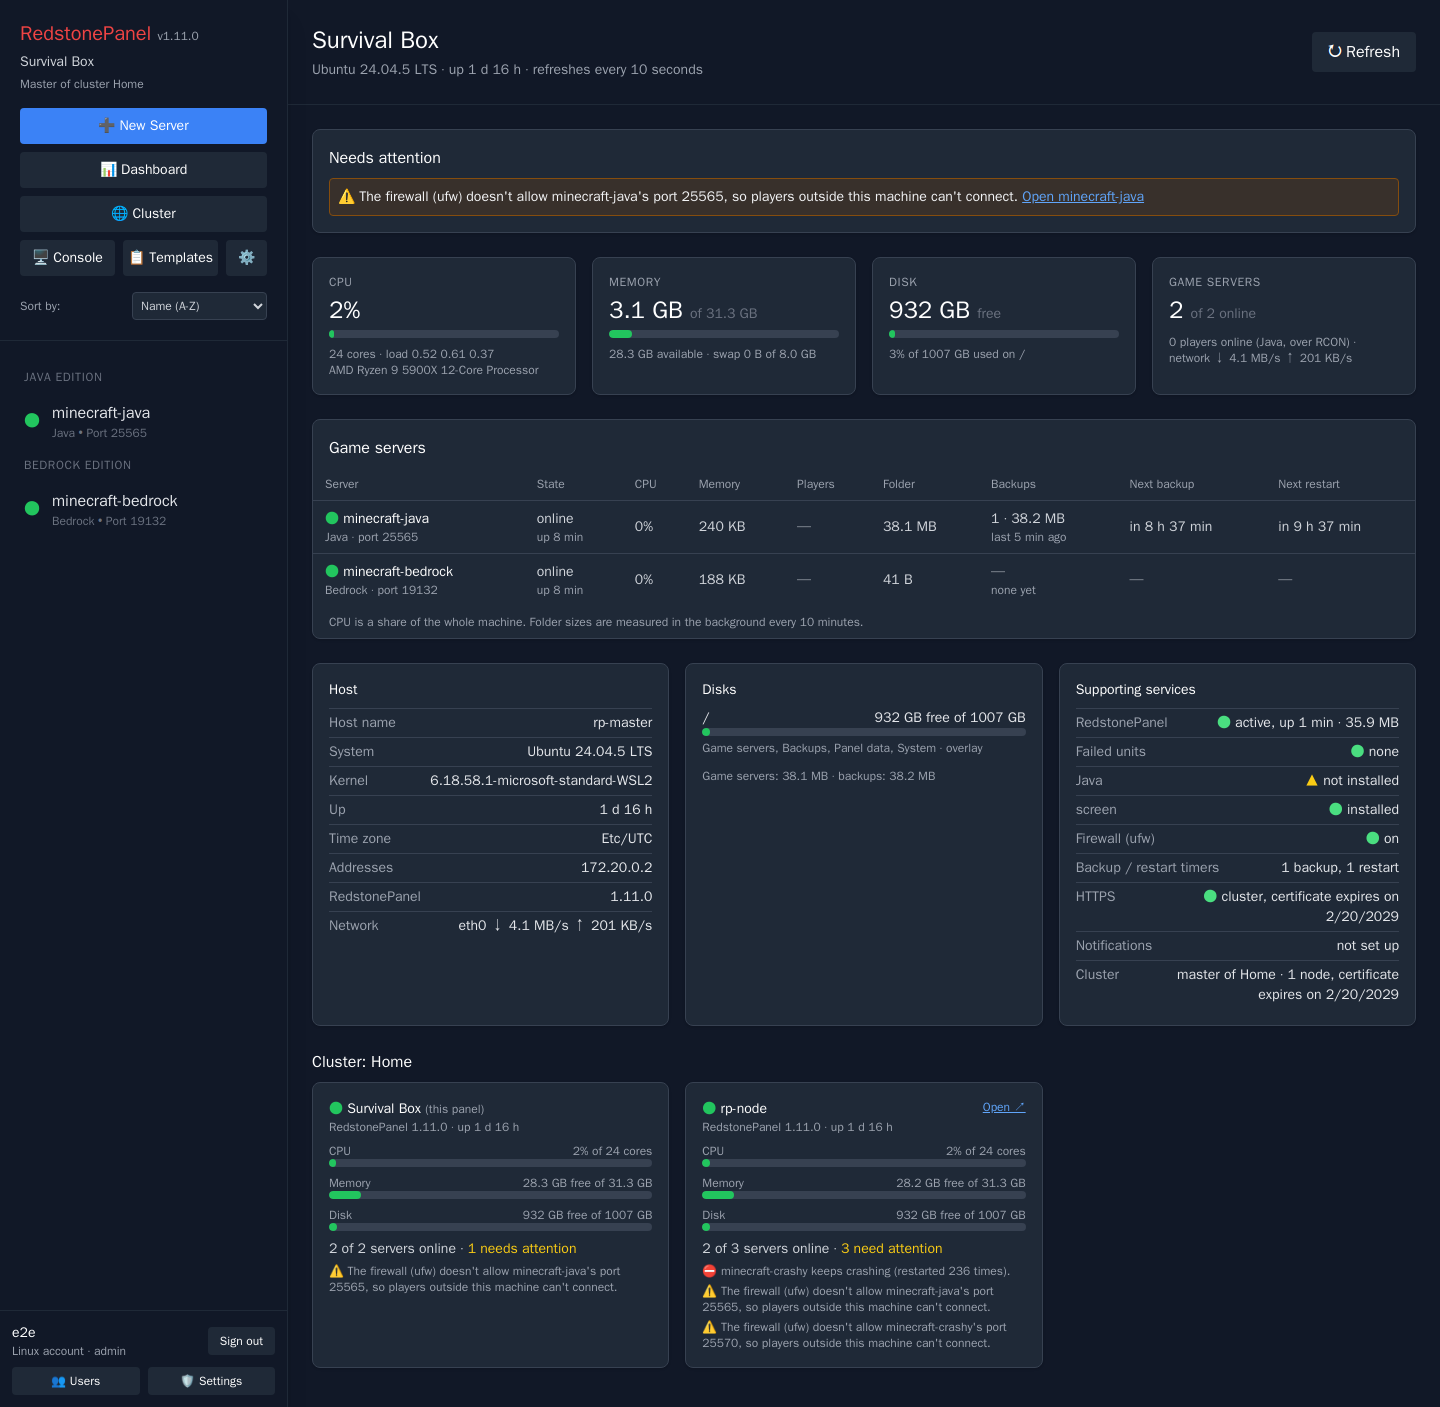 RedstonePanel v1.11.0
Survival Box
Master of cluster Home
➕ New Server
📊 Dashboard
🌐 Cluster
🖥️ Console
📋 Templates
⚙️
Sort by:
Name (A-Z)
JAVA EDITION
minecraft-java
Java • Port 25565
BEDROCK EDITION
minecraft-bedrock
Bedrock • Port 19132
e2e
Linux account · admin
Sign out
👥 Users
🛡️ Settings
Survival Box
Ubuntu 24.04.5 LTS · up 1 d 16 h · refreshes every 10 seconds
↻ Refresh
Needs attention
⚠️ The firewall (ufw) doesn't allow minecraft-java's port 25565, so players outside this machine can't connect. Open minecraft-java
CPU
2%
24 cores · load 0.52 0.61 0.37
AMD Ryzen 9 5900X 12-Core Processor
MEMORY
3.1 GB of 31.3 GB
28.3 GB available · swap 0 B of 8.0 GB
DISK
932 GB free
3% of 1007 GB used on /
GAME SERVERS
2 of 2 online
0 players online (Java, over RCON) ·
network ↓ 4.1 MB/s ↑ 201 KB/s
Game servers
Server State CPU Memory Players Folder Backups Next backup Next restart
minecraft-java online 0% 240 KB — 38.1 MB 1 · 38.2 MB in 8 h 37 min in 9 h 37 min
Java · port 25565 up 8 min last 5 min ago
minecraft-bedrock online 0% 188 KB — 41 B — — —
Bedrock · port 19132 up 8 min none yet
CPU is a share of the whole machine. Folder sizes are measured in the background every 10 minutes.
Host
Host name rp-master
System Ubuntu 24.04.5 LTS
Kernel 6.18.58.1-microsoft-standard-WSL2
Up 1 d 16 h
Time zone Etc/UTC
Addresses 172.20.0.2
RedstonePanel 1.11.0
Network eth0 ↓ 4.1 MB/s ↑ 201 KB/s
Disks
/ 932 GB free of 1007 GB
Game servers, Backups, Panel data, System · overlay
Game servers: 38.1 MB · backups: 38.2 MB
Supporting services
RedstonePanel active, up 1 min · 35.9 MB
Failed units none
Java ▲ not installed
screen installed
Firewall (ufw) on
Backup / restart timers 1 backup, 1 restart
HTTPS cluster, certificate expires on
2/20/2029
Notifications not set up
Cluster master of Home · 1 node, certificate
expires on 2/20/2029
Cluster: Home
Survival Box (this panel)
RedstonePanel 1.11.0 · up 1 d 16 h
CPU 2% of 24 cores
Memory 28.3 GB free of 31.3 GB
Disk 932 GB free of 1007 GB
2 of 2 servers online · 1 needs attention
⚠️ The firewall (ufw) doesn't allow minecraft-java's port
25565, so players outside this machine can't connect.
rp-node Open ↗
RedstonePanel 1.11.0 · up 1 d 16 h
CPU 2% of 24 cores
Memory 28.2 GB free of 31.3 GB
Disk 932 GB free of 1007 GB
2 of 3 servers online · 3 need attention
⛔ minecraft-crashy keeps crashing (restarted 236 times).
⚠️ The firewall (ufw) doesn't allow minecraft-java's port
25565, so players outside this machine can't connect.
⚠️ The firewall (ufw) doesn't allow minecraft-crashy's port
25570, so players outside this machine can't connect.